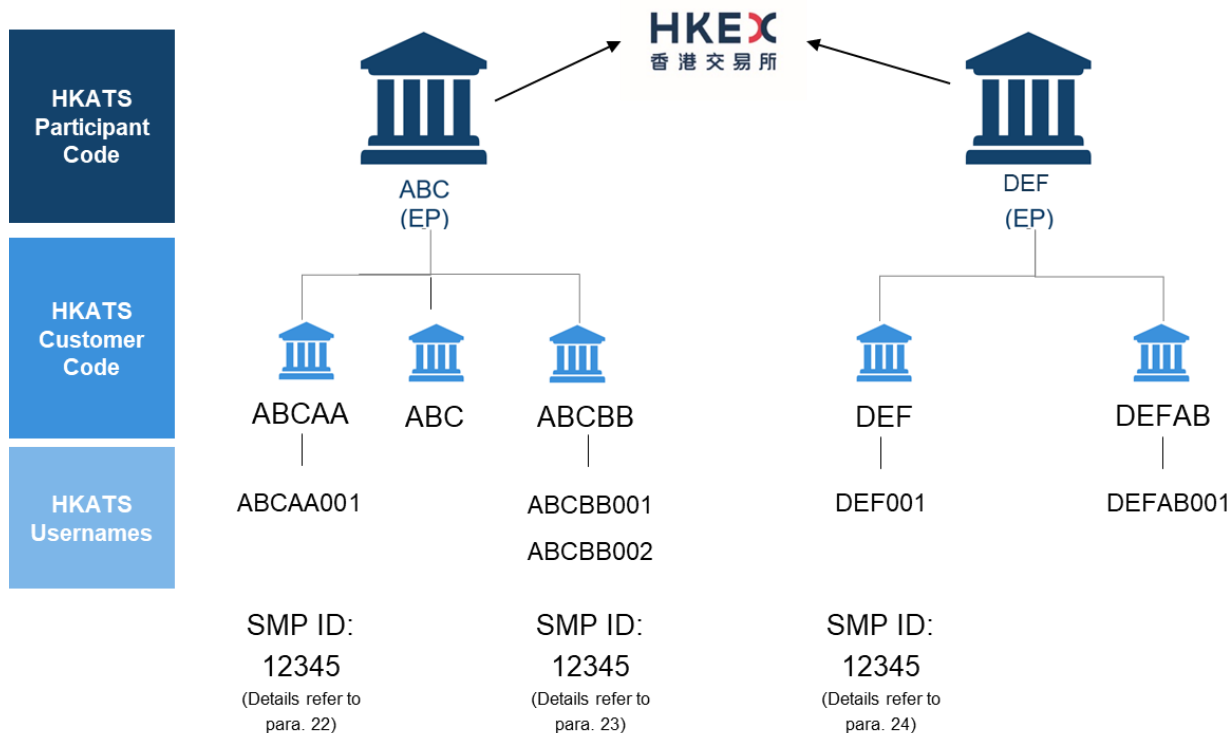 HKEX
香港交易所
HKATS
Participant
Code
ABC
(EP)
DEF
(EP)
HKATS
Customer
Code
ABCAA
ABC
ABCBB
DEF
DEFAB
HKATS
Usernames
ABCAA001
ABCBB001
ABCBB002
DEF001
DEFAB001
SMP ID:
12345
(Details refer to
para. 22)
SMP ID:
12345
(Details refer to
para. 23)
SMP ID:
12345
(Details refer to
para. 24)